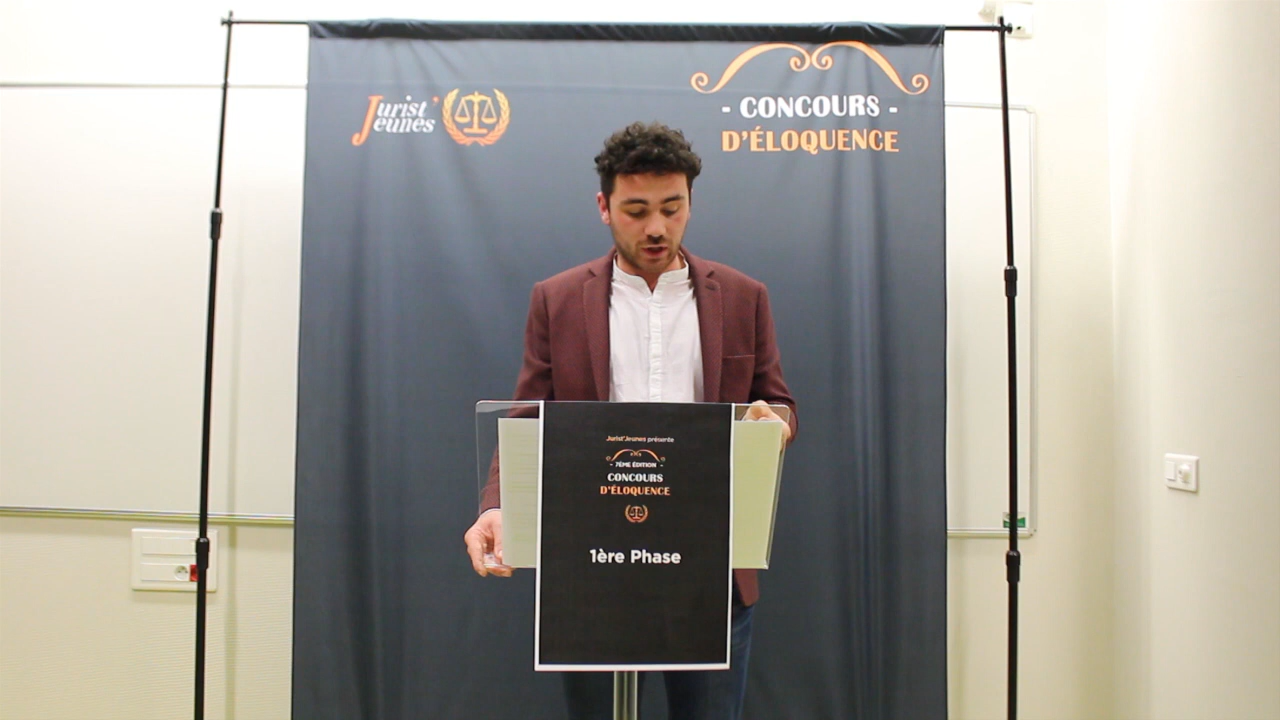 Jurist'
Jeunes
- CONCOURS -
D'ÉLOQUENCE
Jurist'Jeunes présente
- 7ÈME ÉDITION -
CONCOURS
D'ÉLOQUENCE
1ère Phase